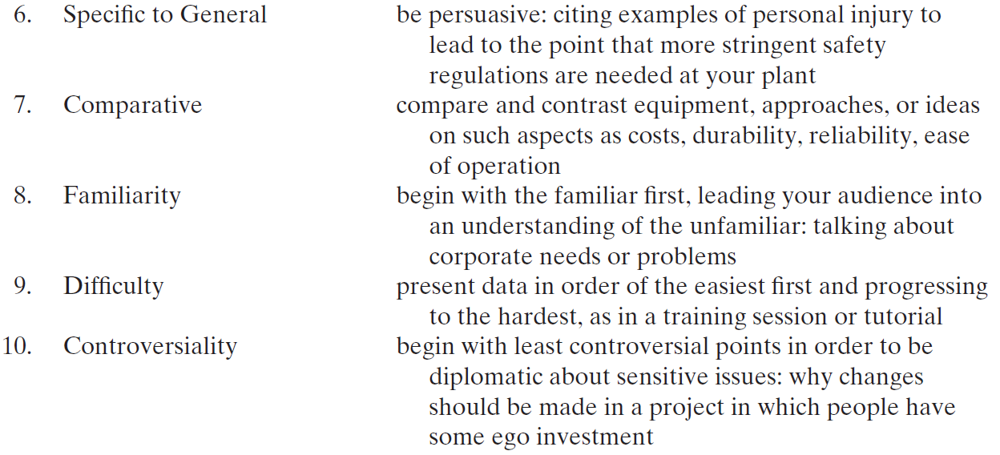 6. Specific to General be persuasive: citing examples of personal injury to
lead to the point that more stringent safety
regulations are needed at your plant
7. Comparative compare and contrast equipment, approaches, or ideas
on such aspects as costs, durability, reliability, ease
of operation
8. Familiarity begin with the familiar first, leading your audience into
an understanding of the unfamiliar: talking about
corporate needs or problems
9. Difficulty present data in order of the easiest first and progressing
to the hardest, as in a training session or tutorial
10. Controversiality begin with least controversial points in order to be
diplomatic about sensitive issues: why changes
should be made in a project in which people have
some ego investment